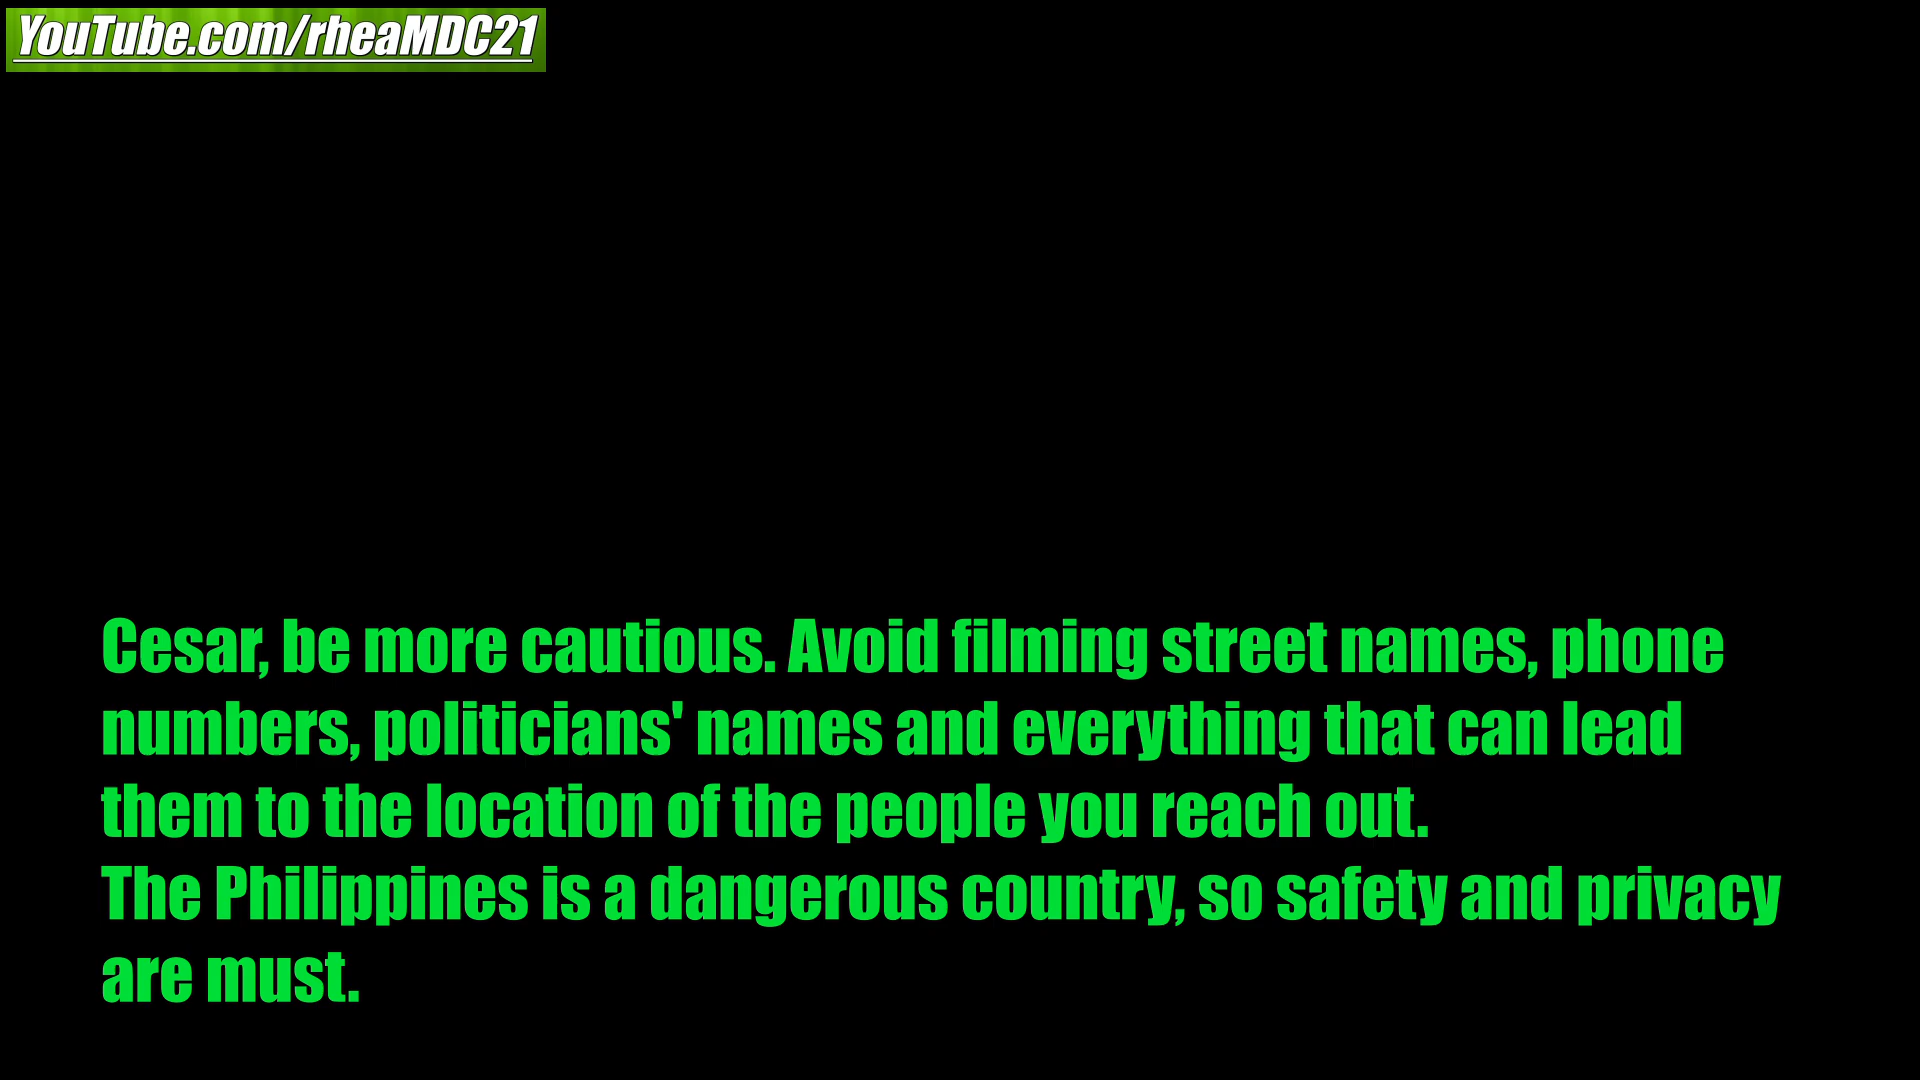 YouTube.com/rheaMDC21
Cesar, be more cautious. Avoid filming street names, phone
numbers, politicians' names and everything that can lead
them to the location of the people you reach out.
The Philippines is a dangerous country, so safety and privacy
are must.